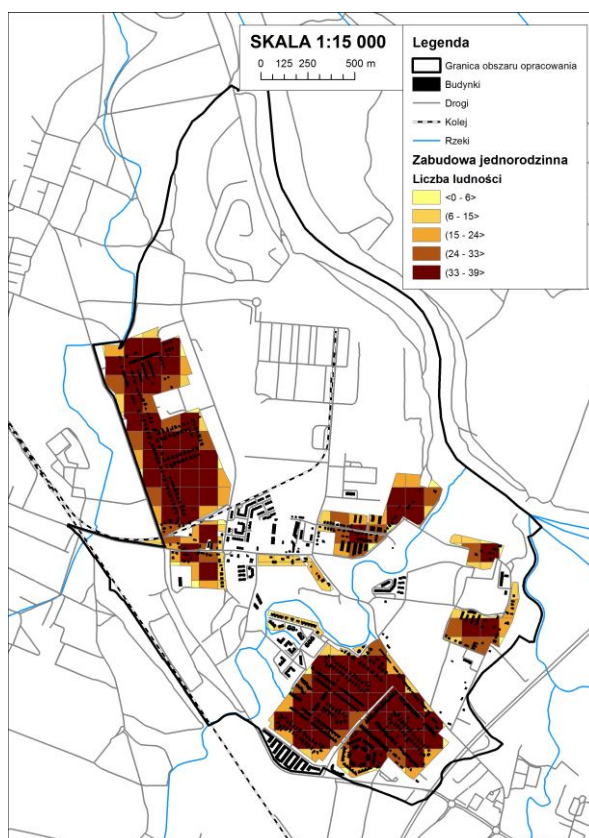 SKALA 1:15 000
0 125 250 500 m
Legenda
Granica obszaru opracowania
Budynki
Drogi
Kolej
Rzeki
Zabudowa jednorodzinna
Liczba ludności
<0 - 6>
(6 - 15>
(15 - 24>
(24 - 33>
(33 - 39>